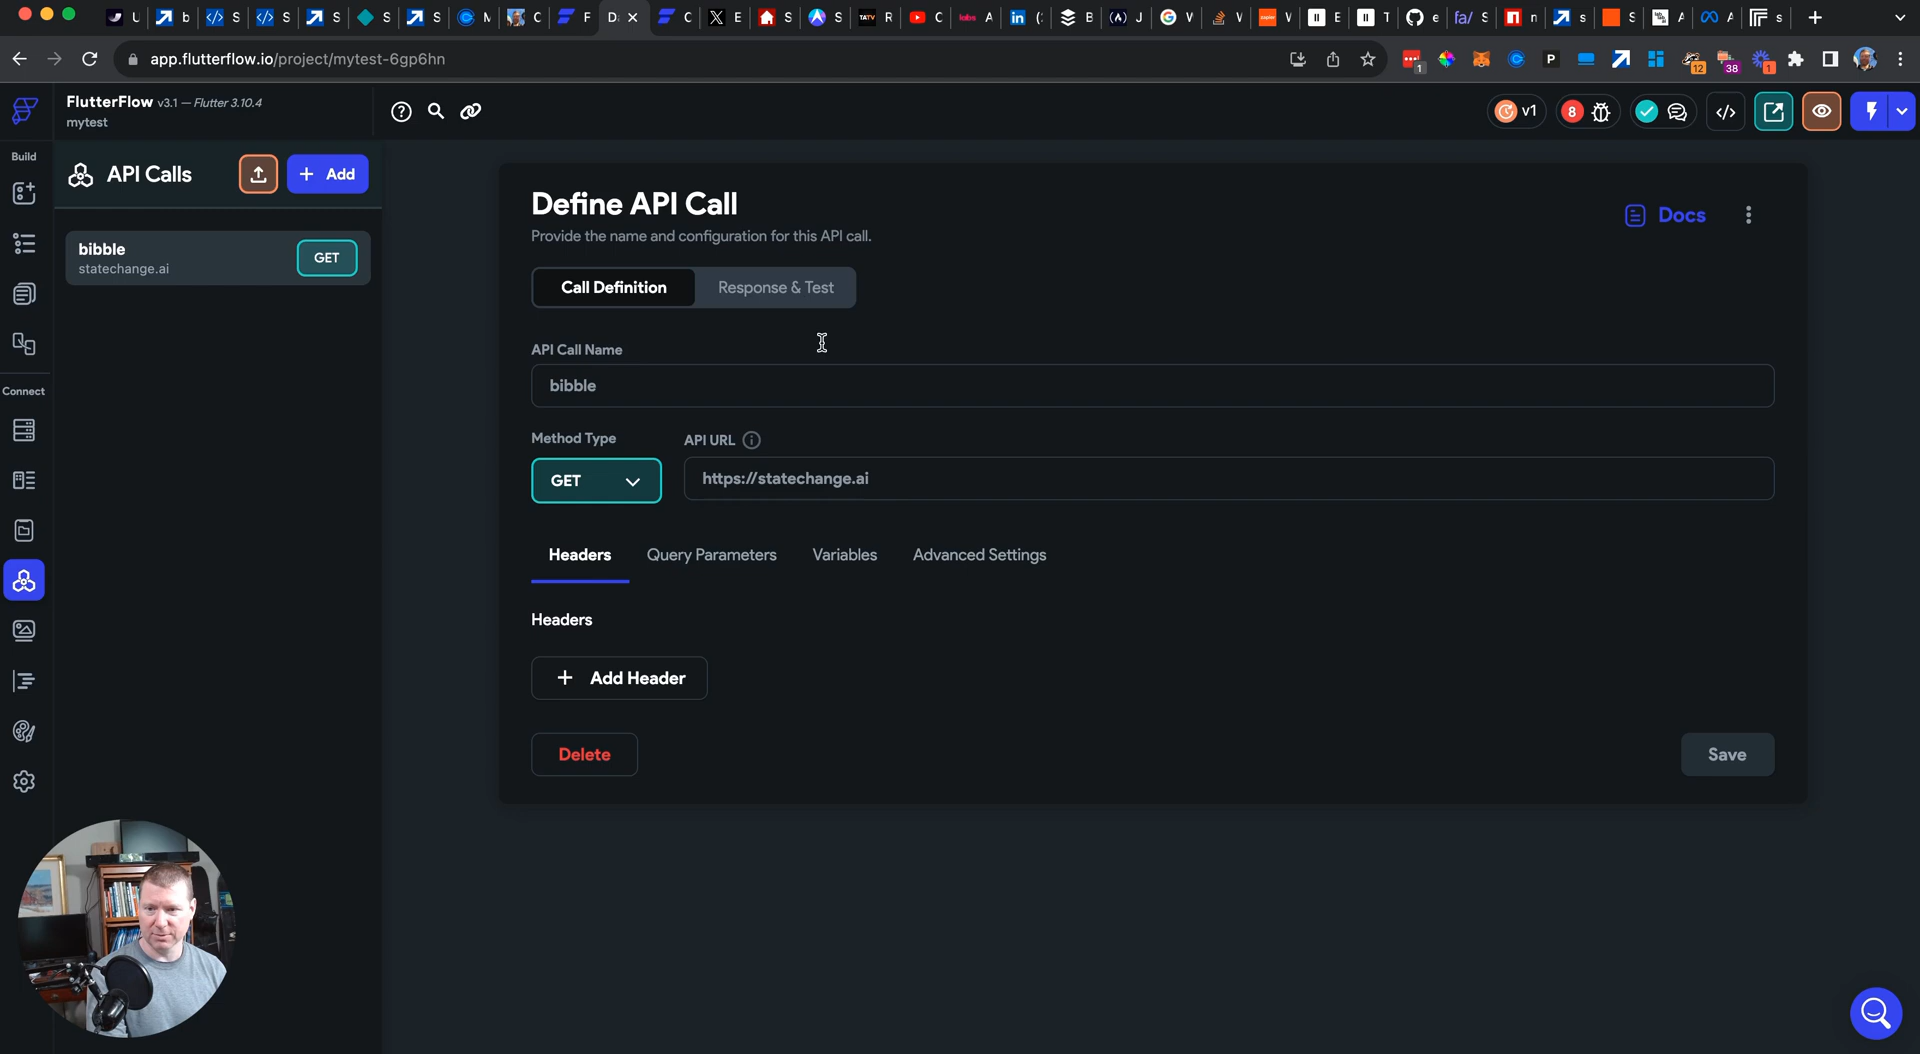 app.flutterflow.io/project/mytest-6gp6hn
FlutterFlow v3.1 — Flutter 3.10.4
mytest
v1
8
Build
API Calls
+ Add
bibble
statechange.ai
GET
Connect
Define API Call
Provide the name and configuration for this API call.
Docs
Call Definition
Response & Test
API Call Name
bibble
Method Type
API URL
GET
https://statechange.ai
Headers
Query Parameters
Variables
Advanced Settings
Headers
+ Add Header
Delete
Save